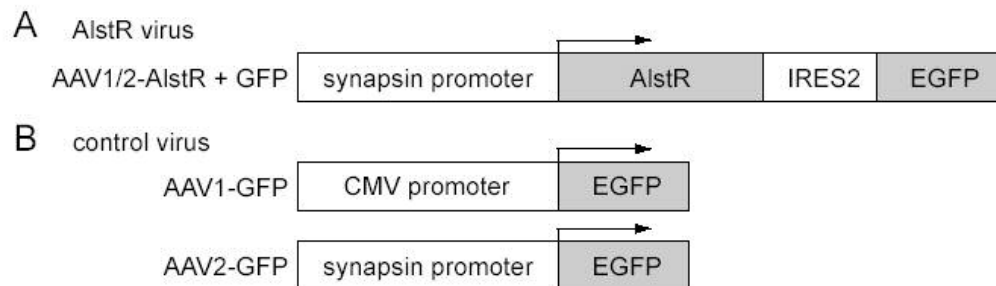 A AlstR virus
AAV1/2-AlstR + GFP synapsin promoter AlstR IRES2 EGFP
B control virus
AAV1-GFP CMV promoter EGFP
AAV2-GFP synapsin promoter EGFP